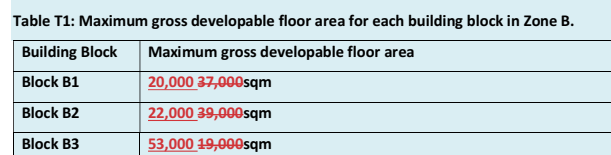 Table T1: Maximum gross developable floor area for each building block in Zone B.
Building Block Maximum gross developable floor area
Block B1 20,000 37,000sqm
Block B2 22,000 39,000sqm
Block B3 53,000 19,000sqm